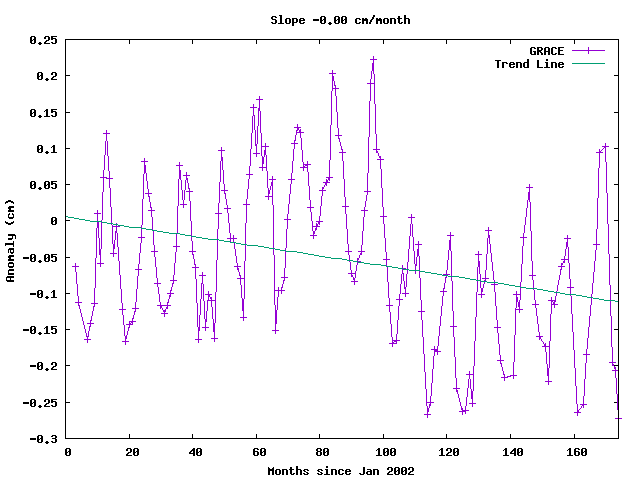 Slope -0.00 cm/month
GRACE
Trend Line
0.25
0.2
0.15
0.1
0.05
0
-0.05
-0.1
-0.15
-0.2
-0.25
-0.3
Anomaly (cm)
0 20 40 60 80 100 120 140 160
Months since Jan 2002